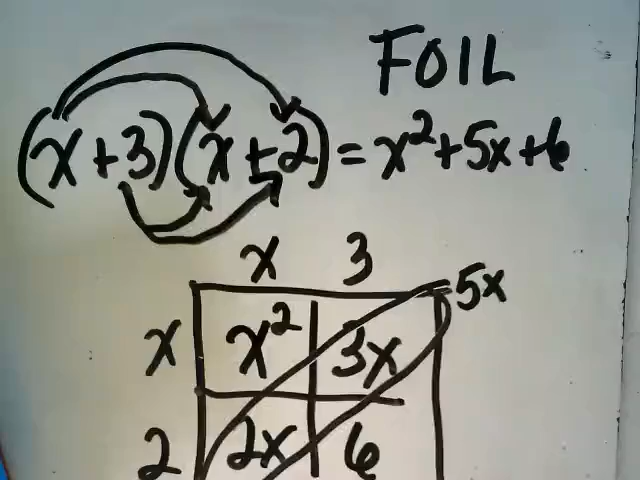 FOIL
(x+3)(x+2)=x²+5x+6
x 3
5x
x x² 3x
2 2x 6